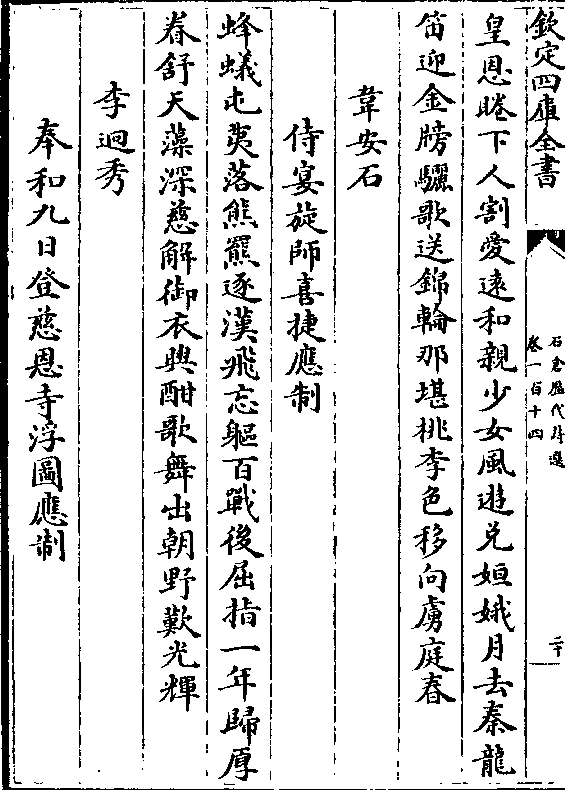 欽定四庫全書
石倉歷代詩選
卷一百十四
二十
皇恩睠下人割愛遠和親少女風逰兌姮娥月去秦龍
笛迎金牓驪歌送錦輪那堪桃李色移向虜庭春
韋安石
侍宴旋師喜捷應制
蜂蟻屯夷落熊羆逐漢飛忘軀百戰後屈指一年歸厚
眷舒天藻深慈解御衣興酣歌舞出朝野歎光輝
李迥秀
奉和九日登慈恩寺浮圖應制